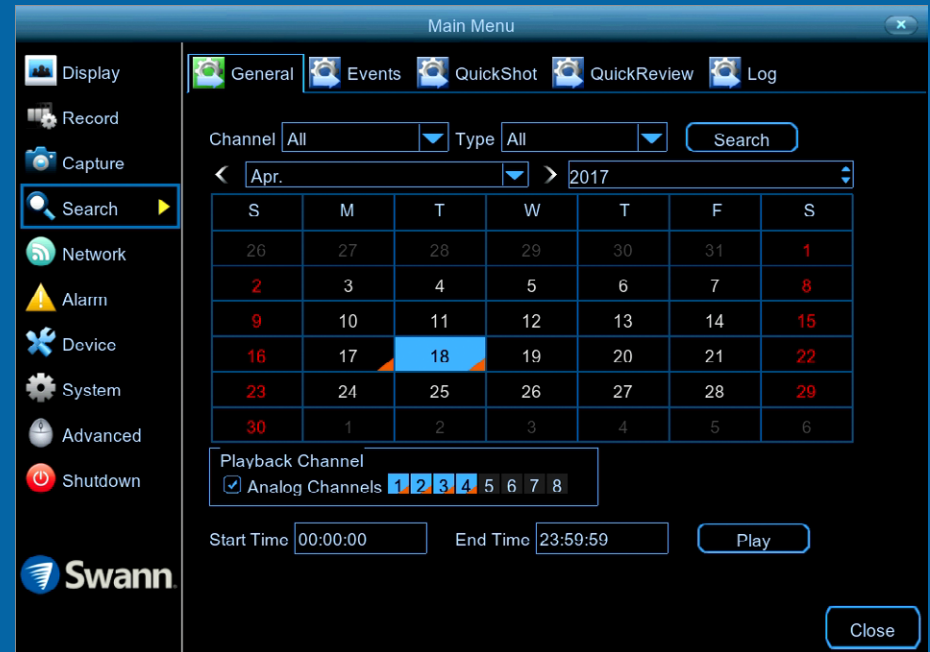 Main Menu
Display
Record
Capture
Search
Network
Alarm
Device
System
Advanced
Shutdown
Swann
General Events QuickShot QuickReview Log
Channel All Type All Search
Apr. 2017
S M T W T F S
26 27 28 29 30 31 1
2 3 4 5 6 7 8
9 10 11 12 13 14 15
16 17 18 19 20 21 22
23 24 25 26 27 28 29
30 1 2 3 4 5 6
Playback Channel
Analog Channels 1 2 3 4 5 6 7 8
Start Time 00:00:00 End Time 23:59:59 Play
Close